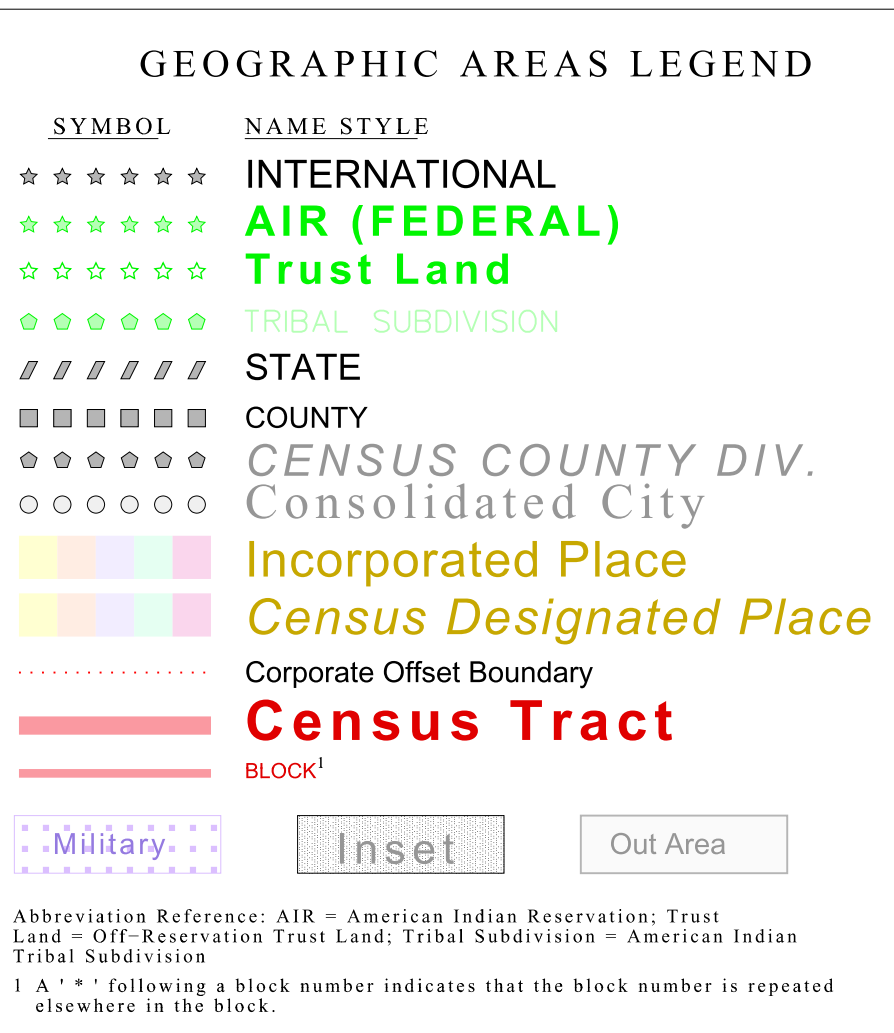 GEOGRAPHIC AREAS LEGEND
SYMBOL NAME STYLE
INTERNATIONAL
AIR (FEDERAL)
Trust Land
TRIBAL SUBDIVISION
STATE
COUNTY
CENSUS COUNTY DIV.
Consolidated City
Incorporated Place
Census Designated Place
Corporate Offset Boundary
Census Tract
BLOCK1
Military Inset Out Area
Abbreviation Reference: AIR = American Indian Reservation; Trust
Land = Off−Reservation Trust Land; Tribal Subdivision = American Indian
Tribal Subdivision
1 A ' * ' following a block number indicates that the block number is repeated
elsewhere in the block.